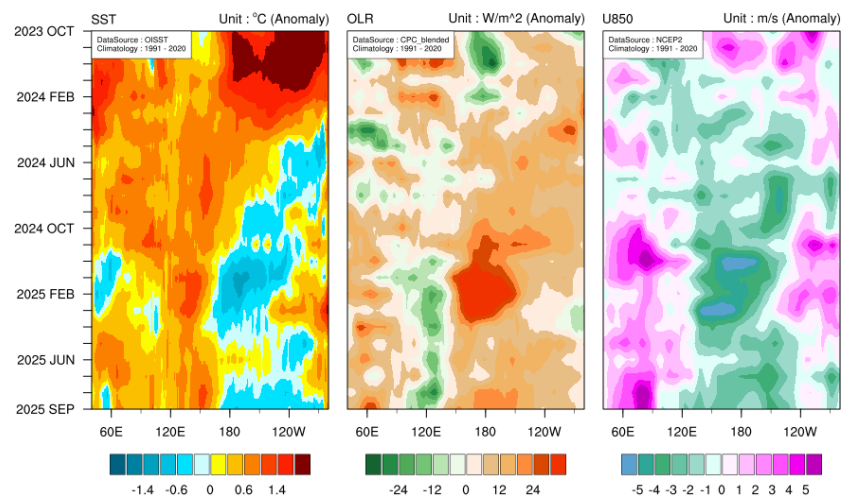 SST Unit : °C (Anomaly)
OLR Unit : W/m^2 (Anomaly)
U850 Unit : m/s (Anomaly)
DataSource : OISST
Climatology : 1991 - 2020
DataSource : CPC_blended
Climatology : 1991 - 2020
DataSource : NCEP2
Climatology : 1991 - 2020
2023 OCT
2024 FEB
2024 JUN
2024 OCT
2025 FEB
2025 JUN
2025 SEP
60E 120E 180 120W
60E 120E 180 120W
60E 120E 180 120W
-1.4 -0.6 0 0.6 1.4
-24 -12 0 12 24
-5 -4 -3 -2 -1 0 1 2 3 4 5